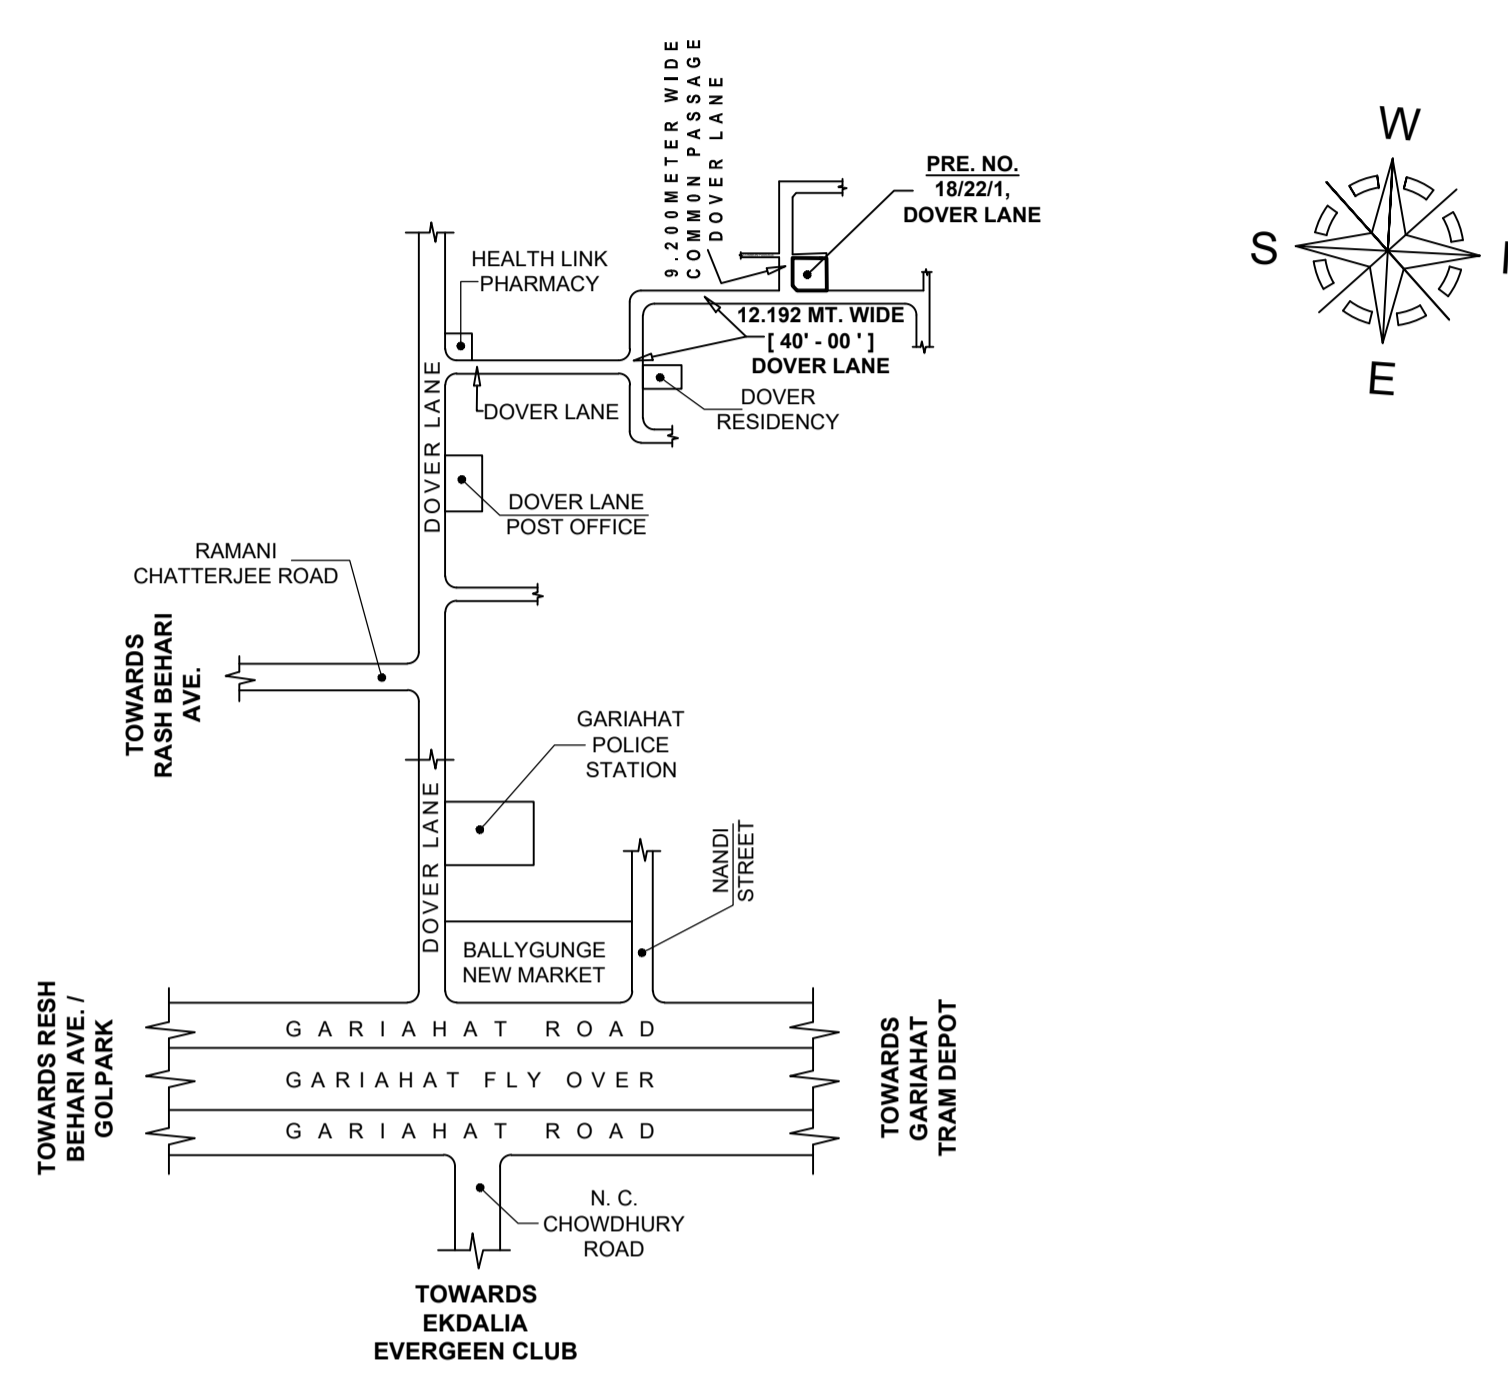 9.200METER WIDE
COMMON PASSAGE
DOVER LANE
W
S
E
PRE. NO.
18/22/1,
DOVER LANE
HEALTH LINK
PHARMACY
12.192 MT. WIDE
[ 40' - 00 ' ]
DOVER LANE
DOVER LANE
DOVER LANE
DOVER
RESIDENCY
DOVER LANE
POST OFFICE
RAMANI
CHATTERJEE ROAD
TOWARDS
RASH BEHARI
AVE.
GARIAHAT
POLICE
STATION
DOVER LANE
NANDI
STREET
BALLYGUNGE
NEW MARKET
TOWARDS RESH
BEHARI AVE. /
GOLPARK
GARIAHAT ROAD
GARIAHAT FLY OVER
GARIAHAT ROAD
TOWARDS
GARIAHAT
TRAM DEPOT
N. C.
CHOWDHURY
ROAD
TOWARDS
EKDALIA
EVERGEEN CLUB